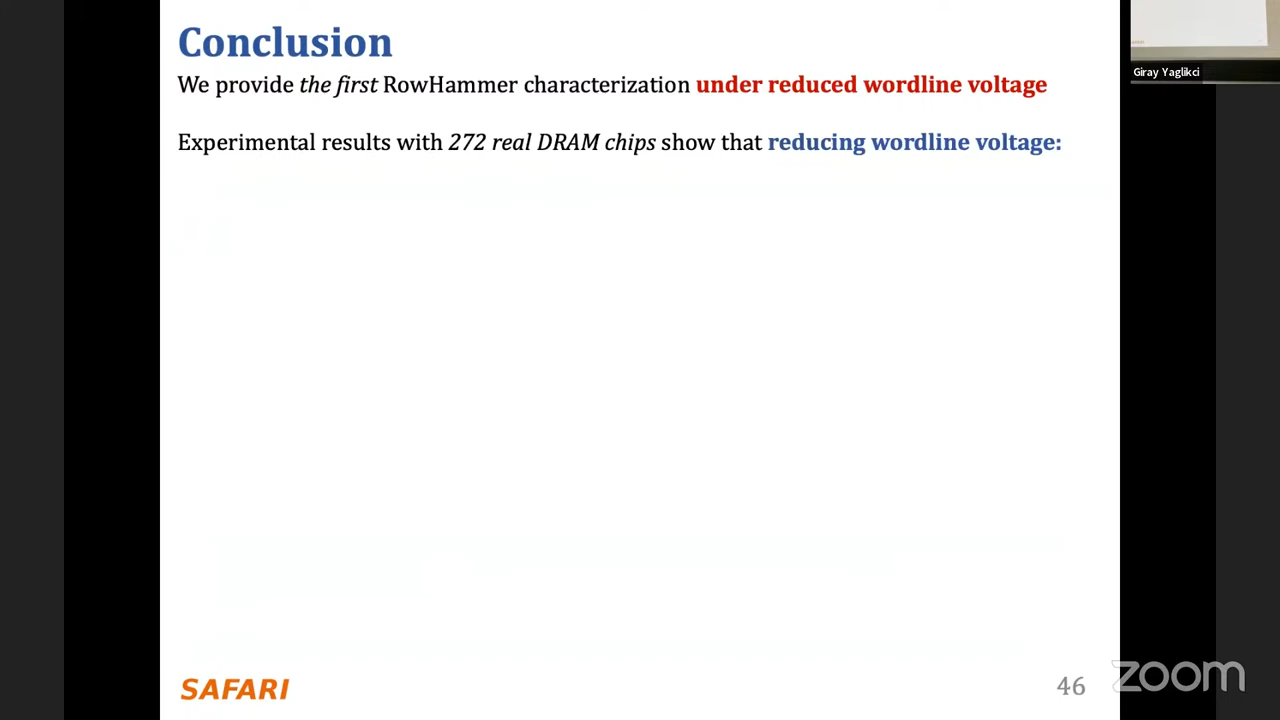 Conclusion
We provide the first RowHammer characterization under reduced wordline voltage
Experimental results with 272 real DRAM chips show that reducing wordline voltage:
Giray Yaglikci
SAFARI
46
zoom